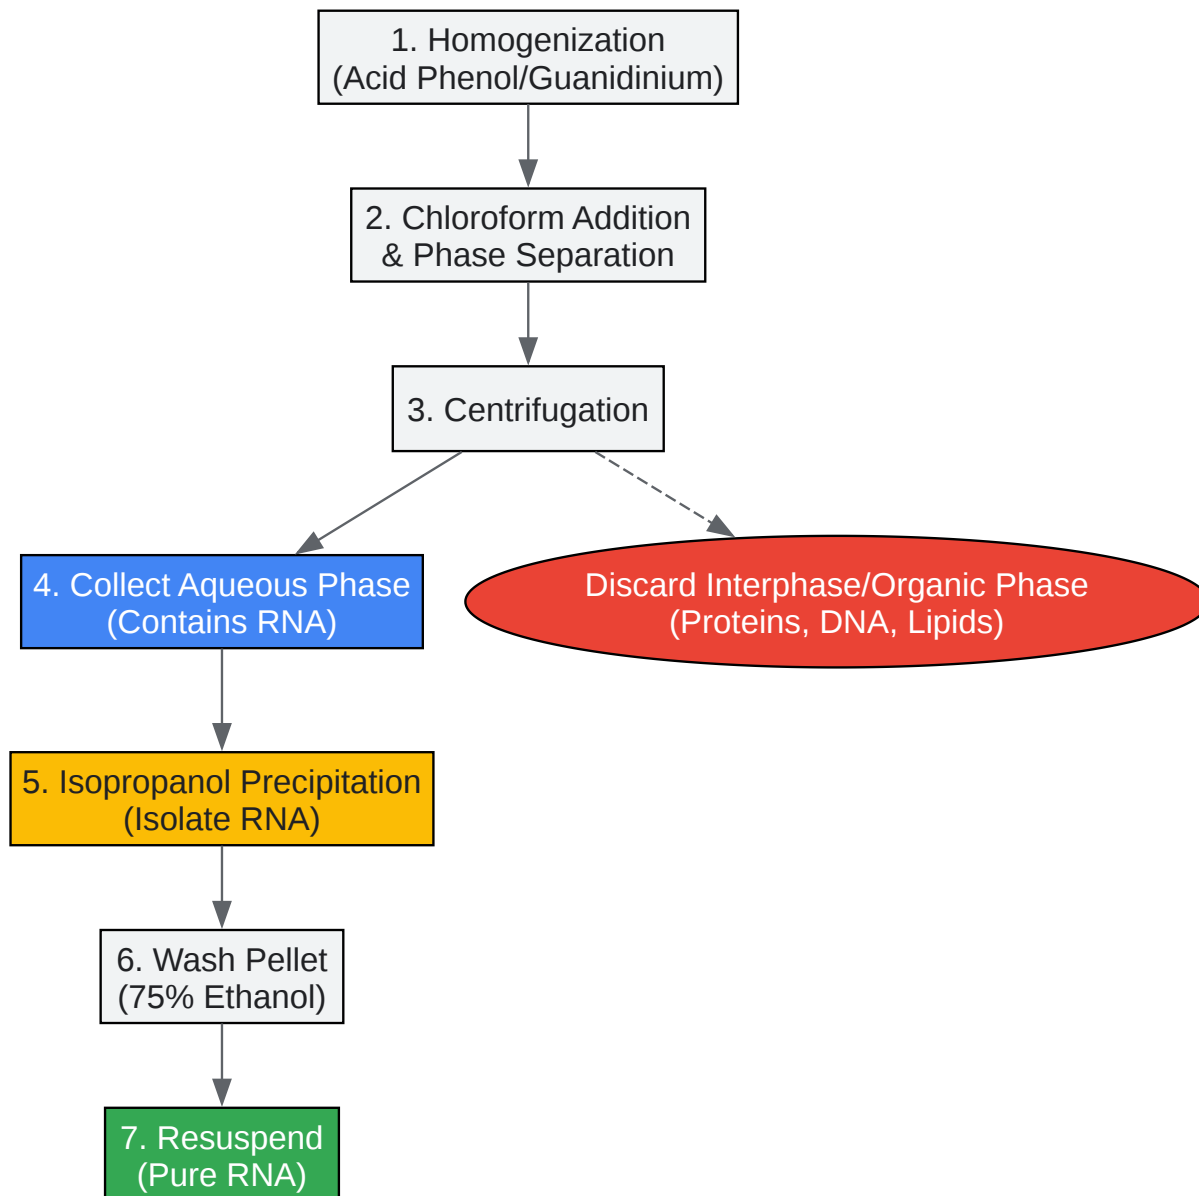 1. Homogenization
(Acid Phenol/Guanidinium)
2. Chloroform Addition
& Phase Separation
3. Centrifugation
4. Collect Aqueous Phase
(Contains RNA)
Discard Interphase/Organic Phase
(Proteins, DNA, Lipids)
5. Isopropanol Precipitation
(Isolate RNA)
6. Wash Pellet
(75% Ethanol)
7. Resuspend
(Pure RNA)